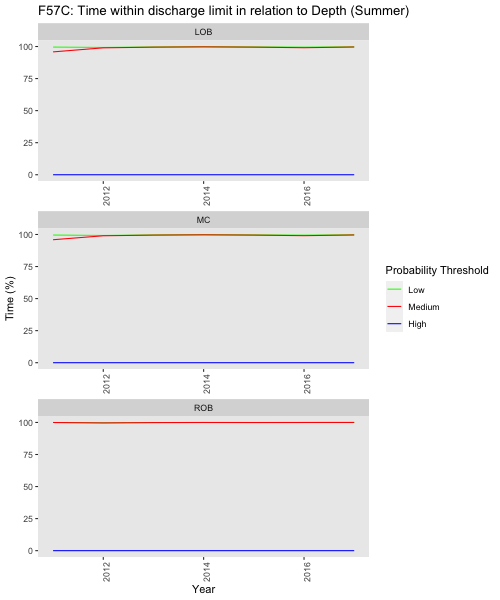 F57C: Time within discharge limit in relation to Depth (Summer)
LOB
100
75
50
25
0
2012
2014
2016
MC
100
75
50
25
0
2012
2014
2016
ROB
100
75
50
25
0
2012
2014
2016
Time (%)
Year
Probability Threshold
Low
Medium
High